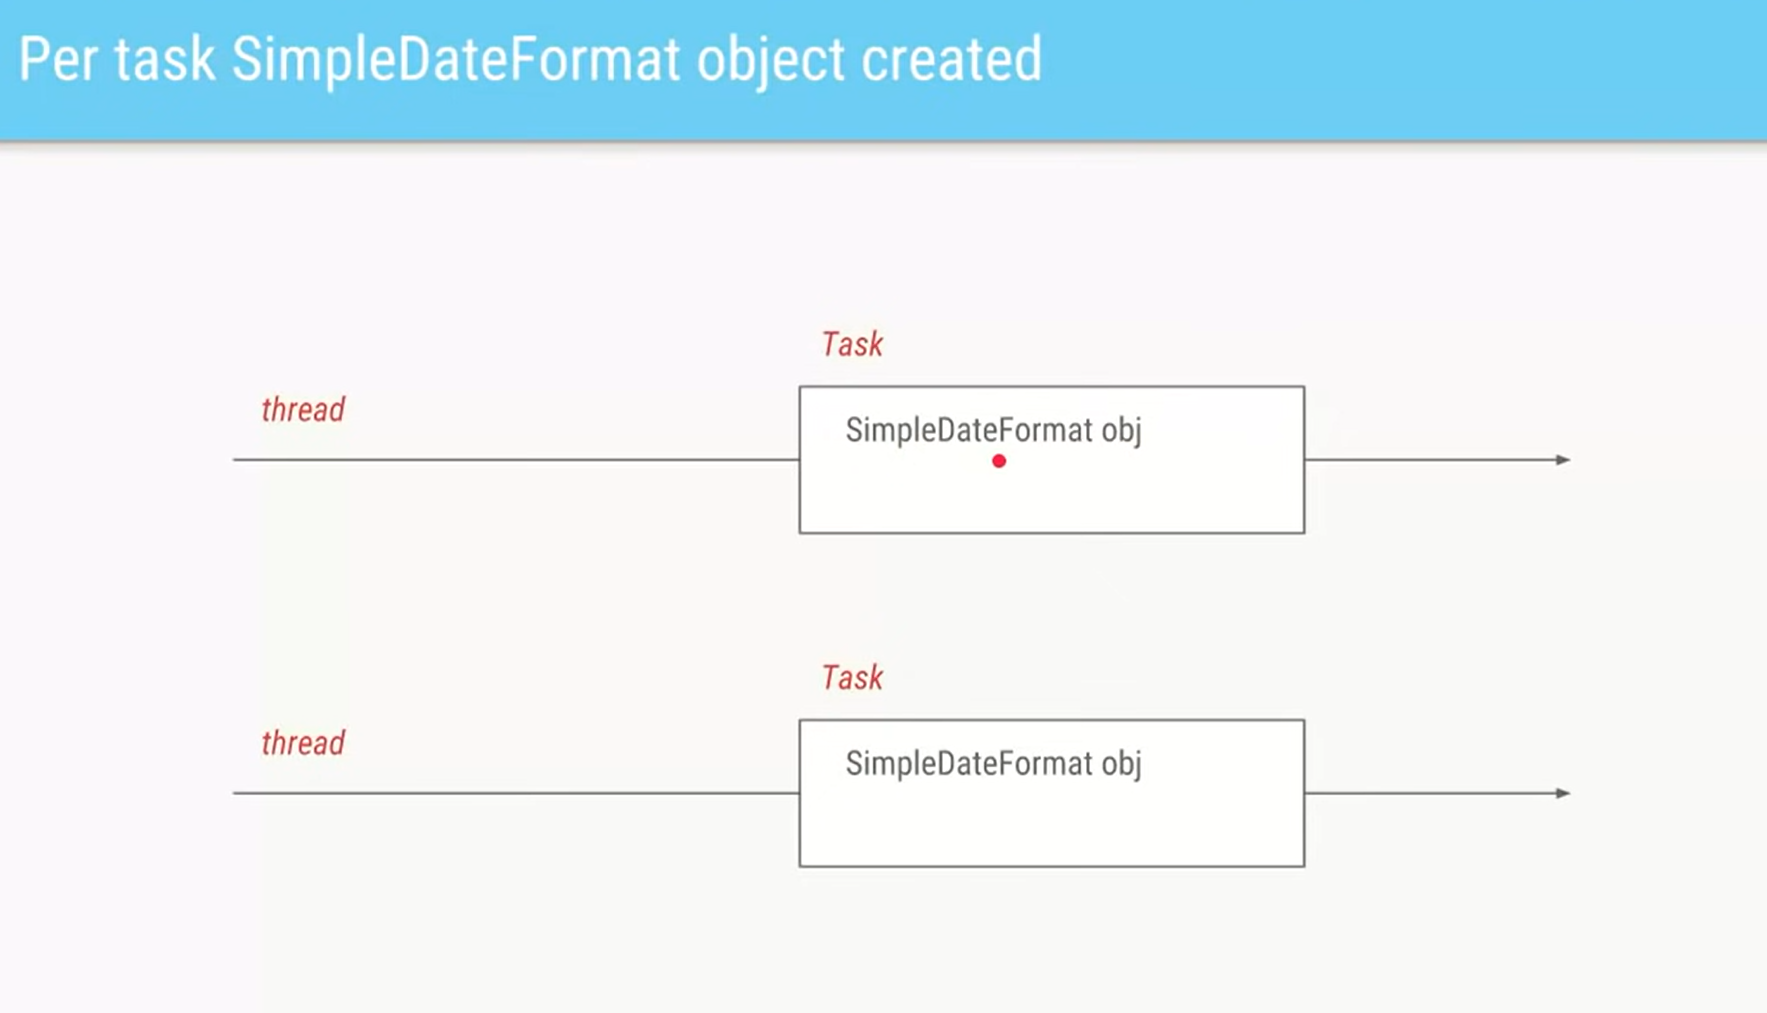 Per task SimpleDateFormat object created
Task
thread
SimpleDateFormat obj
Task
thread
SimpleDateFormat obj